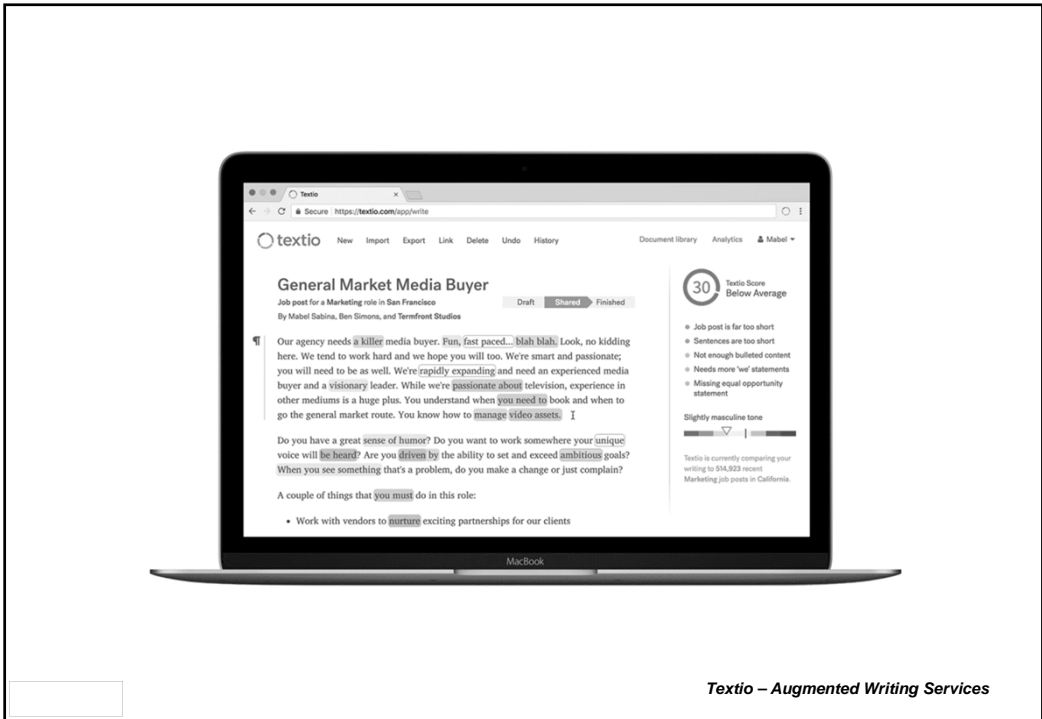 Textio
Secure https://textio.com/app/write
textio New Import Export Link Delete Undo History Document library Analytics Mabel
General Market Media Buyer
Job post for a Marketing role in San Francisco
Draft Shared Finished
By Mabel Sabina, Ben Simons, and Termfront Studios
Our agency needs a killer media buyer. Fun, fast paced... blah blah. Look, no kidding
here. We tend to work hard and we hope you will too. We're smart and passionate;
you will need to be as well. We're rapidly expanding and need an experienced media
buyer and a visionary leader. While we're passionate about television, experience in
other mediums is a huge plus. You understand when you need to book and when to
go the general market route. You know how to manage video assets.
Do you have a great sense of humor? Do you want to work somewhere your unique
voice will be heard? Are you driven by the ability to set and exceed ambitious goals?
When you see something that's a problem, do you make a change or just complain?
A couple of things that you must do in this role:
• Work with vendors to nurture exciting partnerships for our clients
30
Textio Score
Below Average
Job post is far too short
Sentences are too short
Not enough bulleted content
Needs more 'we' statements
Missing equal opportunity
statement
Slightly masculine tone
Textio is currently comparing your
writing to 514,923 recent
Marketing job posts in California.
MacBook
Textio – Augmented Writing Services